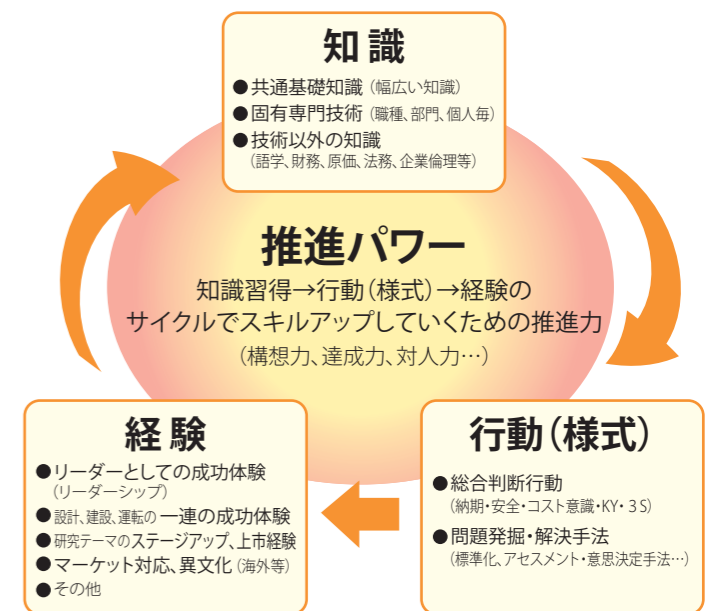 知識
●共通基礎知識（幅広い知識）
●固有専門技術（職種、部門、個人毎）
●技術以外の知識
（語学、財務、原価、法務、企業倫理等）
推進パワー
知識習得→行動（様式）→経験の
サイクルでスキルアップしていくための推進力
（構想力、達成力、対人力…）
経験
●リーダーとしての成功体験
（リーダーシップ）
●設計、建設、運転の一連の成功体験
●研究テーマのステージアップ、上市経験
●マーケット対応、異文化（海外等）
●その他
行動（様式）
●総合判断行動
（納期・安全・コスト意識・KY・３S）
●問題発掘・解決手法
（標準化、アセスメント・意思決定手法…）